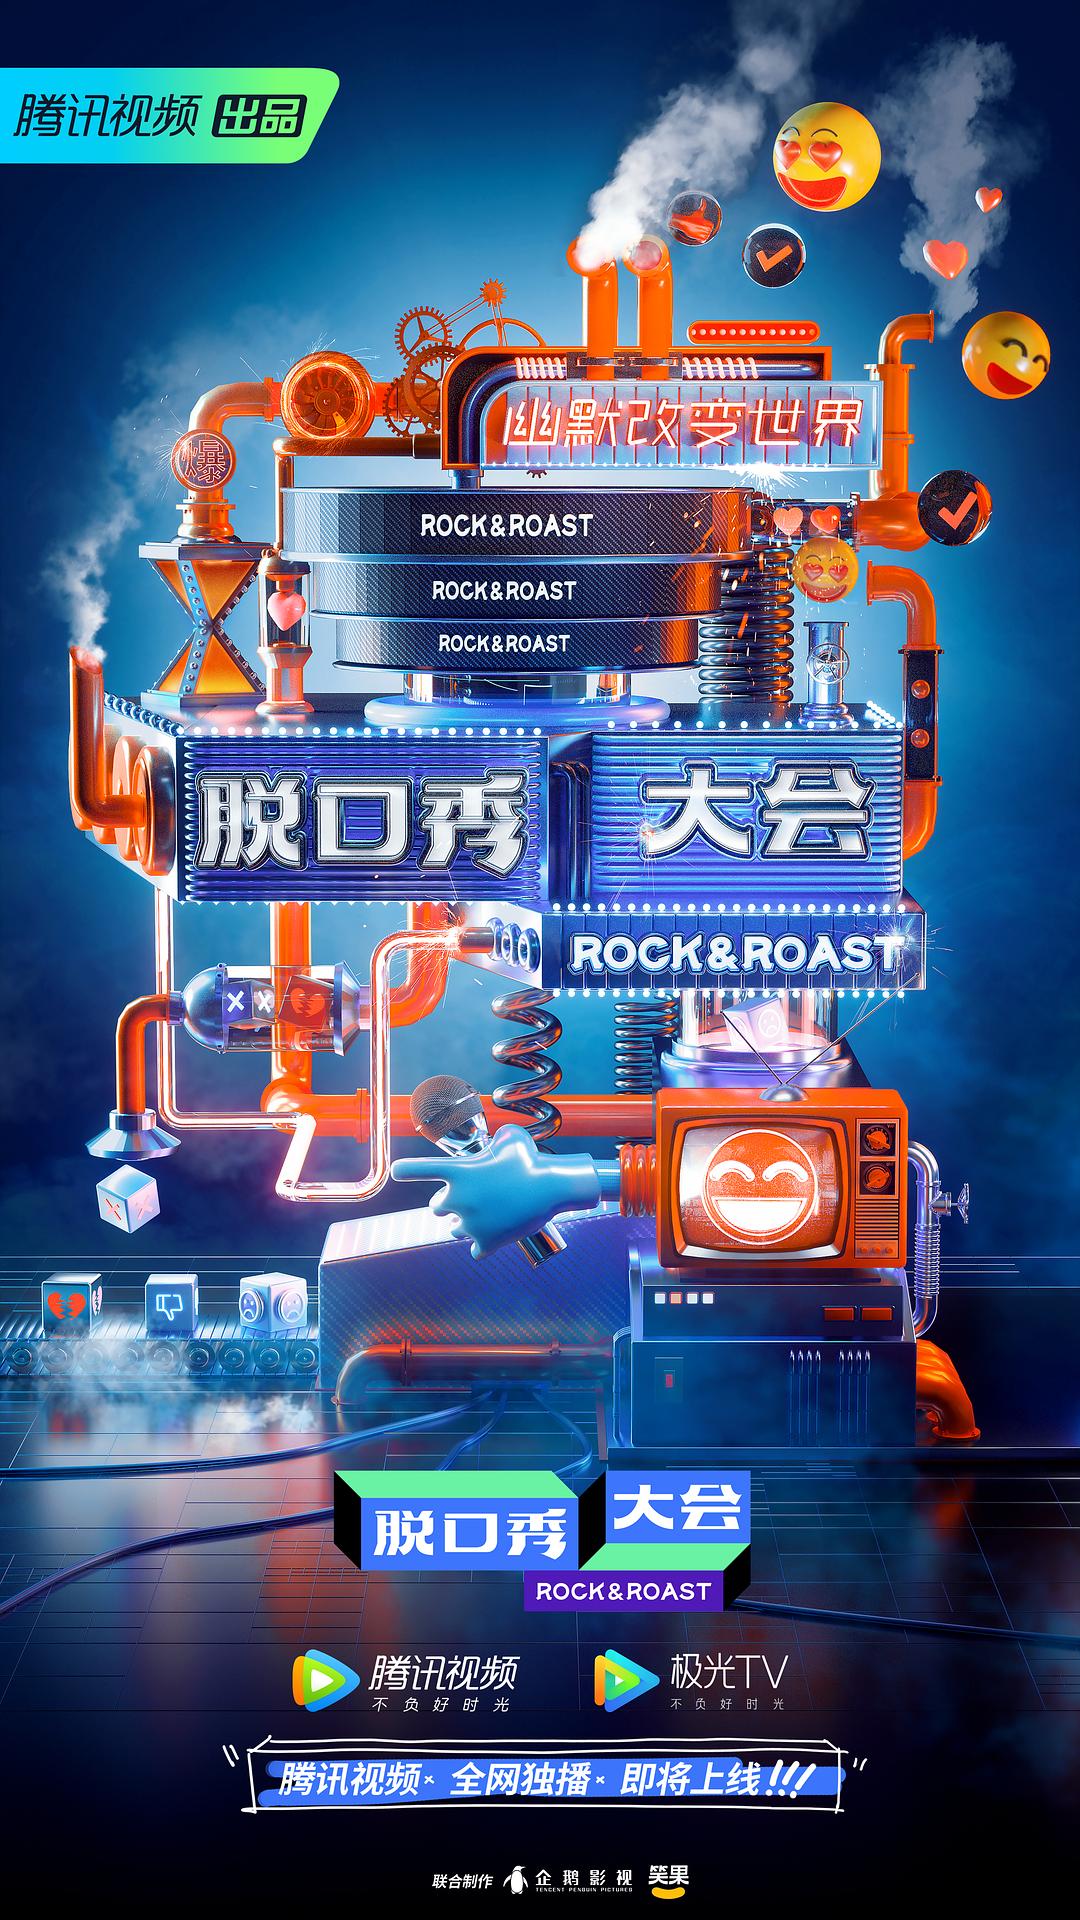 腾讯视频 出品
幽默改变世界
爆
ROCK&ROAST
ROCK&ROAST
ROCK&ROAST
脱口秀 大会
ROCK&ROAST
脱口秀 大会
ROCK&ROAST
腾讯视频 极光TV
不负好时光 不负好时光
腾讯视频× 全网独播× 即将上线!!!
联合制作 企鹅影视 笑果
TENCENT PENGUIN PICTURES